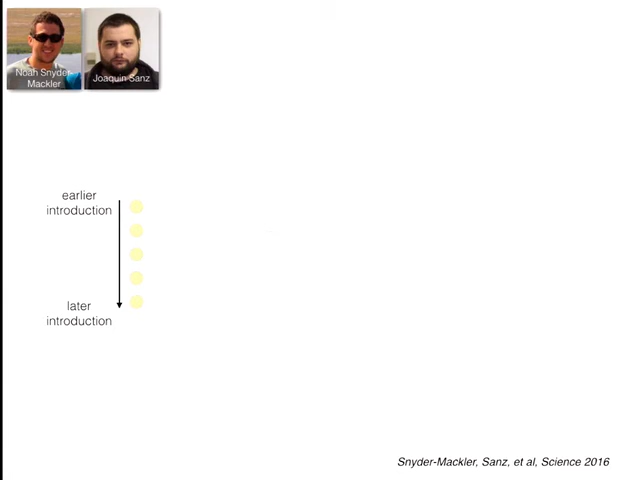 Noah Snyder-
Mackler
Joaquin Sanz
earlier
introduction
later
introduction
Snyder-Mackler, Sanz, et al, Science 2016